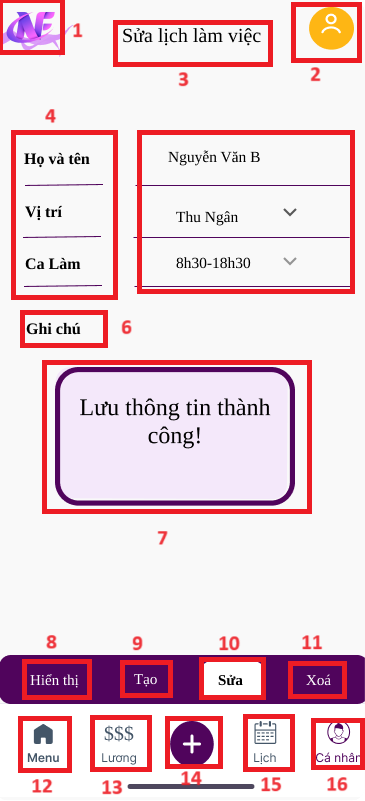 NE
1
Sửa lịch làm việc
2
3
4
Họ và tên
Nguyễn Văn B
Vị trí
Thu Ngân
Ca Làm
8h30-18h30
Ghi chú
6
Lưu thông tin thành
công!
7
8
9
10
11
Hiển thị
Tạo
Sửa
Xoá
$$$
Menu
Lương
Lịch
Cá nhân
12
13
14
15
16